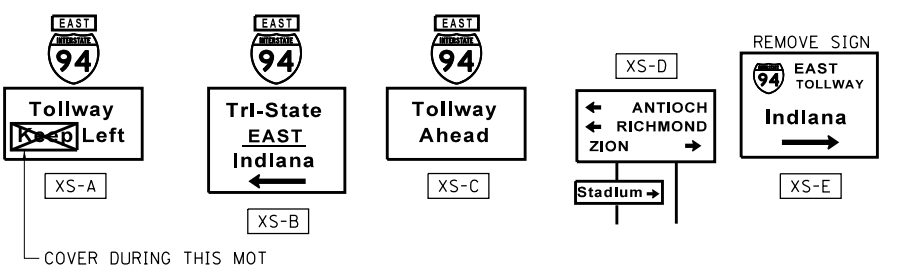 EAST
INTERSTATE
94
Tollway
Keep Left
XS-A
COVER DURING THIS MOT
EAST
INTERSTATE
94
Tri-State
EAST
Indiana
XS-B
EAST
INTERSTATE
94
Tollway
Ahead
XS-C
XS-D
← ANTIOCH
← RICHMOND
ZION →
Stadium →
REMOVE SIGN
94 EAST
TOLLWAY
Indiana
XS-E